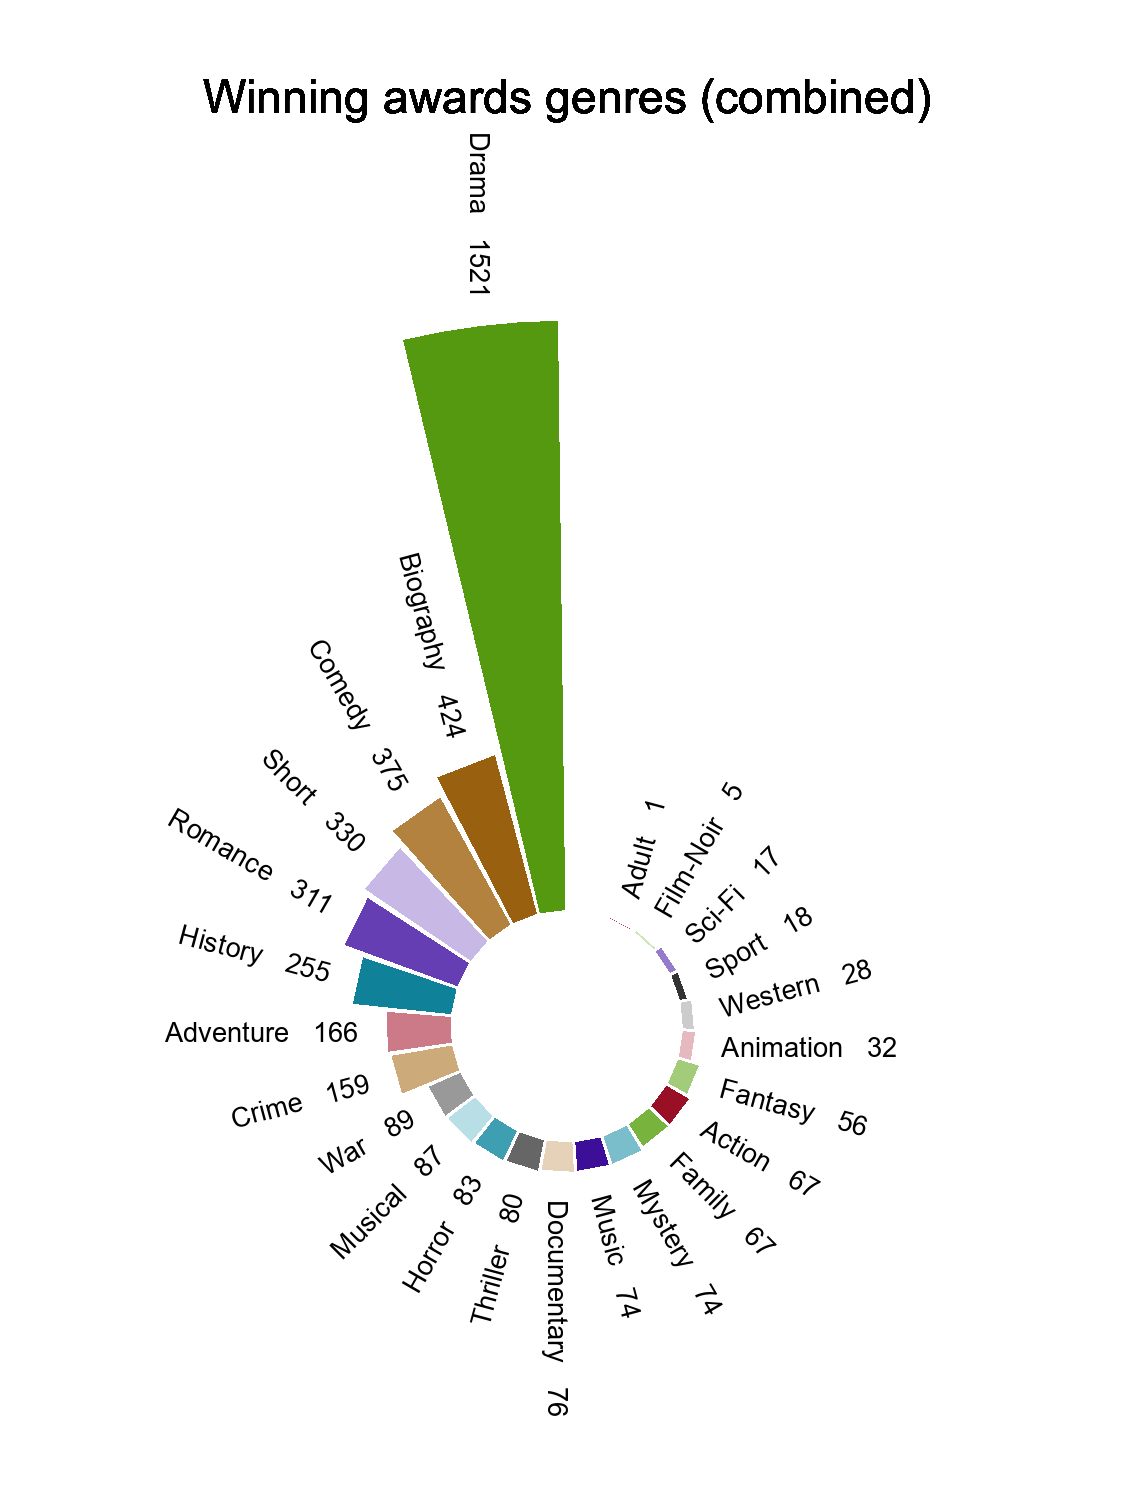 Winning awards genres (combined)
Drama 1521
Biography 424
Comedy 375
Short 330
Romance 311
History 255
Adventure 166
Crime 159
War 89
Musical 87
Horror 83
Thriller 80
Documentary 76
Music 74
Mystery 74
Family 67
Action 67
Fantasy 56
Animation 32
Western 28
Sport 18
Sci-Fi 17
Film-Noir 5
Adult 1